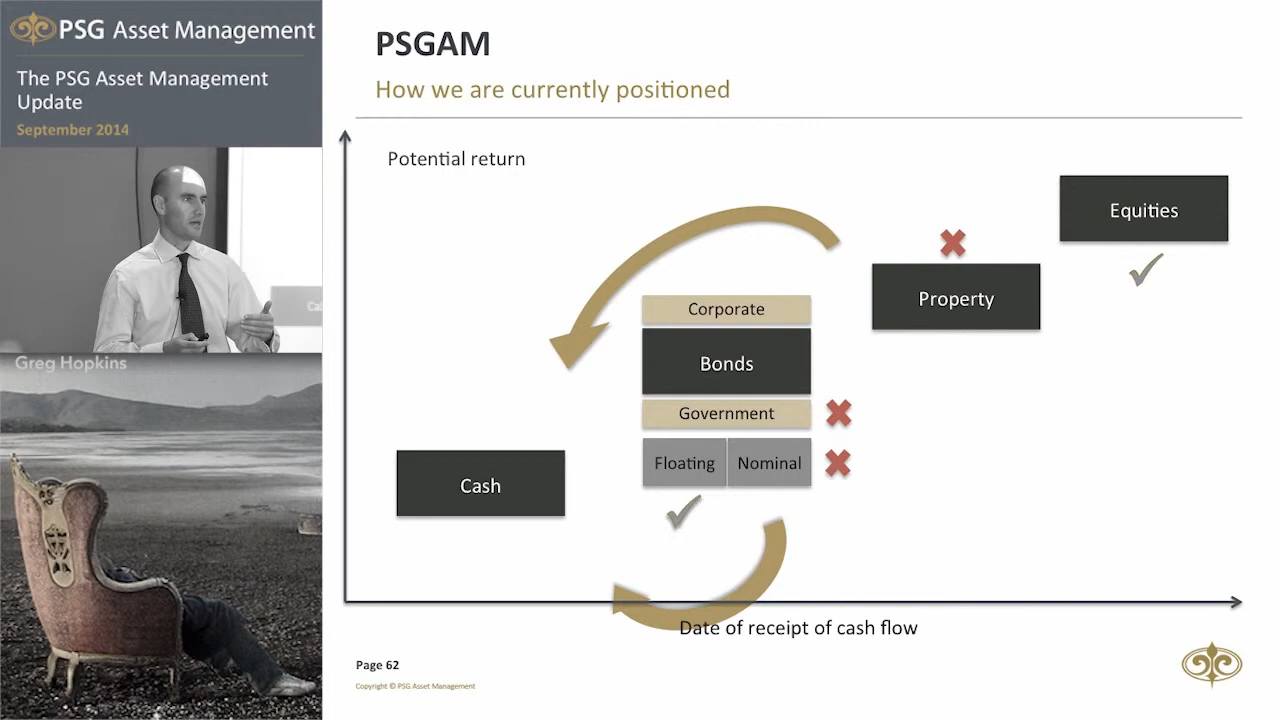 PSG Asset Management
The PSG Asset Management
Update
September 2014
Greg Hopkins
PSGAM
How we are currently positioned
Potential return
Equities
Property
Corporate
Bonds
Government
Floating Nominal
Cash
Date of receipt of cash flow
Page 62
Copyright © PSG Asset Management